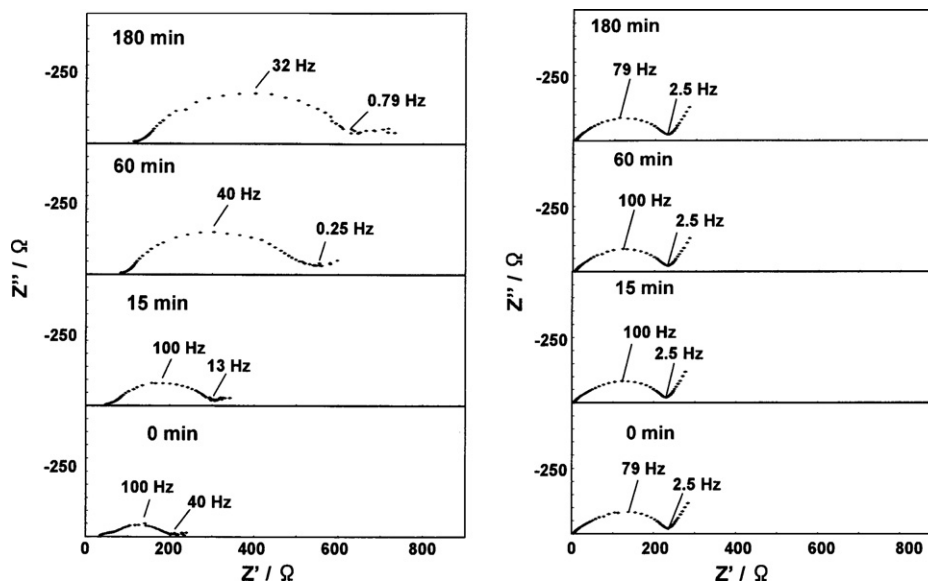 180 min
32 Hz
0.79 Hz
-250
60 min
40 Hz
0.25 Hz
-250
15 min
100 Hz
13 Hz
-250
0 min
100 Hz
40 Hz
-250
0 200 400 600 800
Z' / Ω
Z" / Ω
180 min
79 Hz
2.5 Hz
-250
60 min
100 Hz
2.5 Hz
-250
15 min
100 Hz
2.5 Hz
-250
0 min
79 Hz
2.5 Hz
-250
0 200 400 600 800
Z' / Ω
Z" / Ω